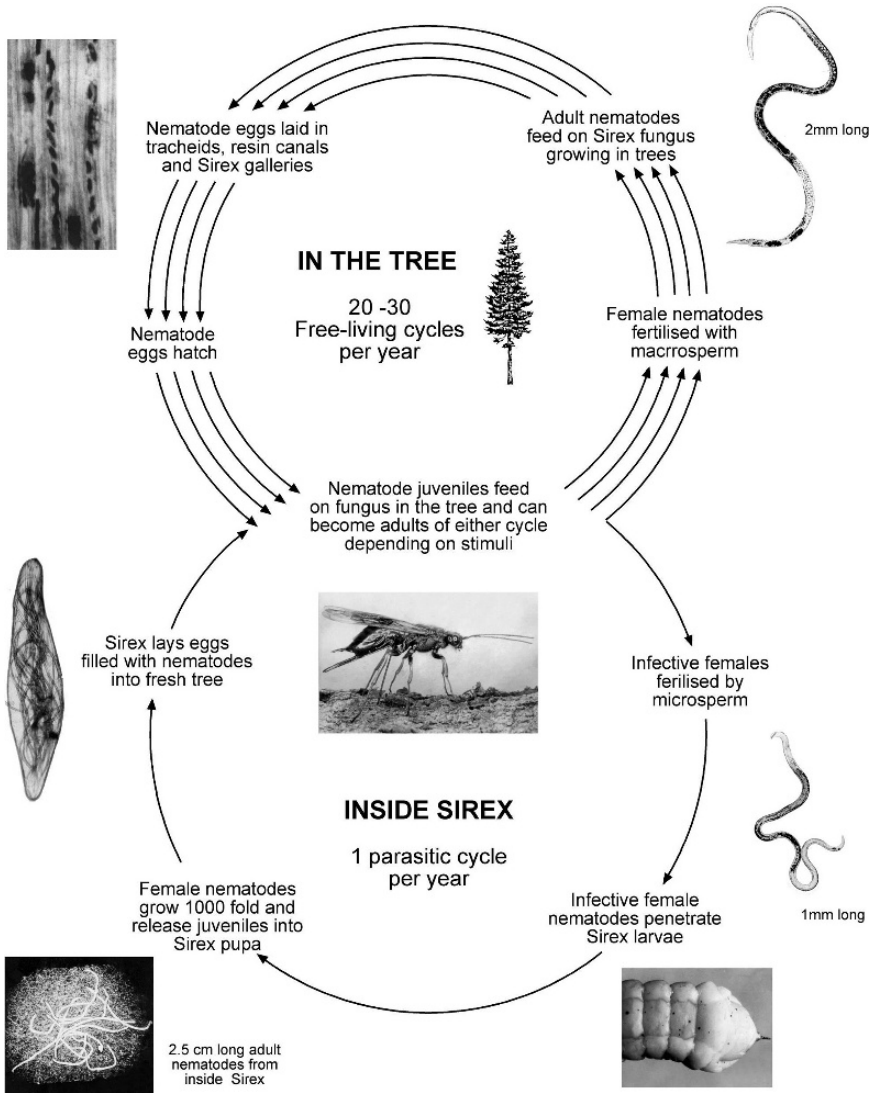 Nematode eggs laid in
tracheids, resin canals
and Sirex galleries
Adult nematodes
feed on Sirex fungus
growing in trees
2mm long
IN THE TREE
20 -30
Free-living cycles
per year
Nematode
eggs hatch
Female nematodes
fertilised with
macrrosperm
Nematode juveniles feed
on fungus in the tree and can
become adults of either cycle
depending on stimuli
Sirex lays eggs
filled with nematodes
into fresh tree
Infective females
ferilised by
microsperm
INSIDE SIREX
1 parasitic cycle
per year
Female nematodes
grow 1000 fold and
release juveniles into
Sirex pupa
Infective female
nematodes penetrate
Sirex larvae
1mm long
2.5 cm long adult
nematodes from
inside Sirex